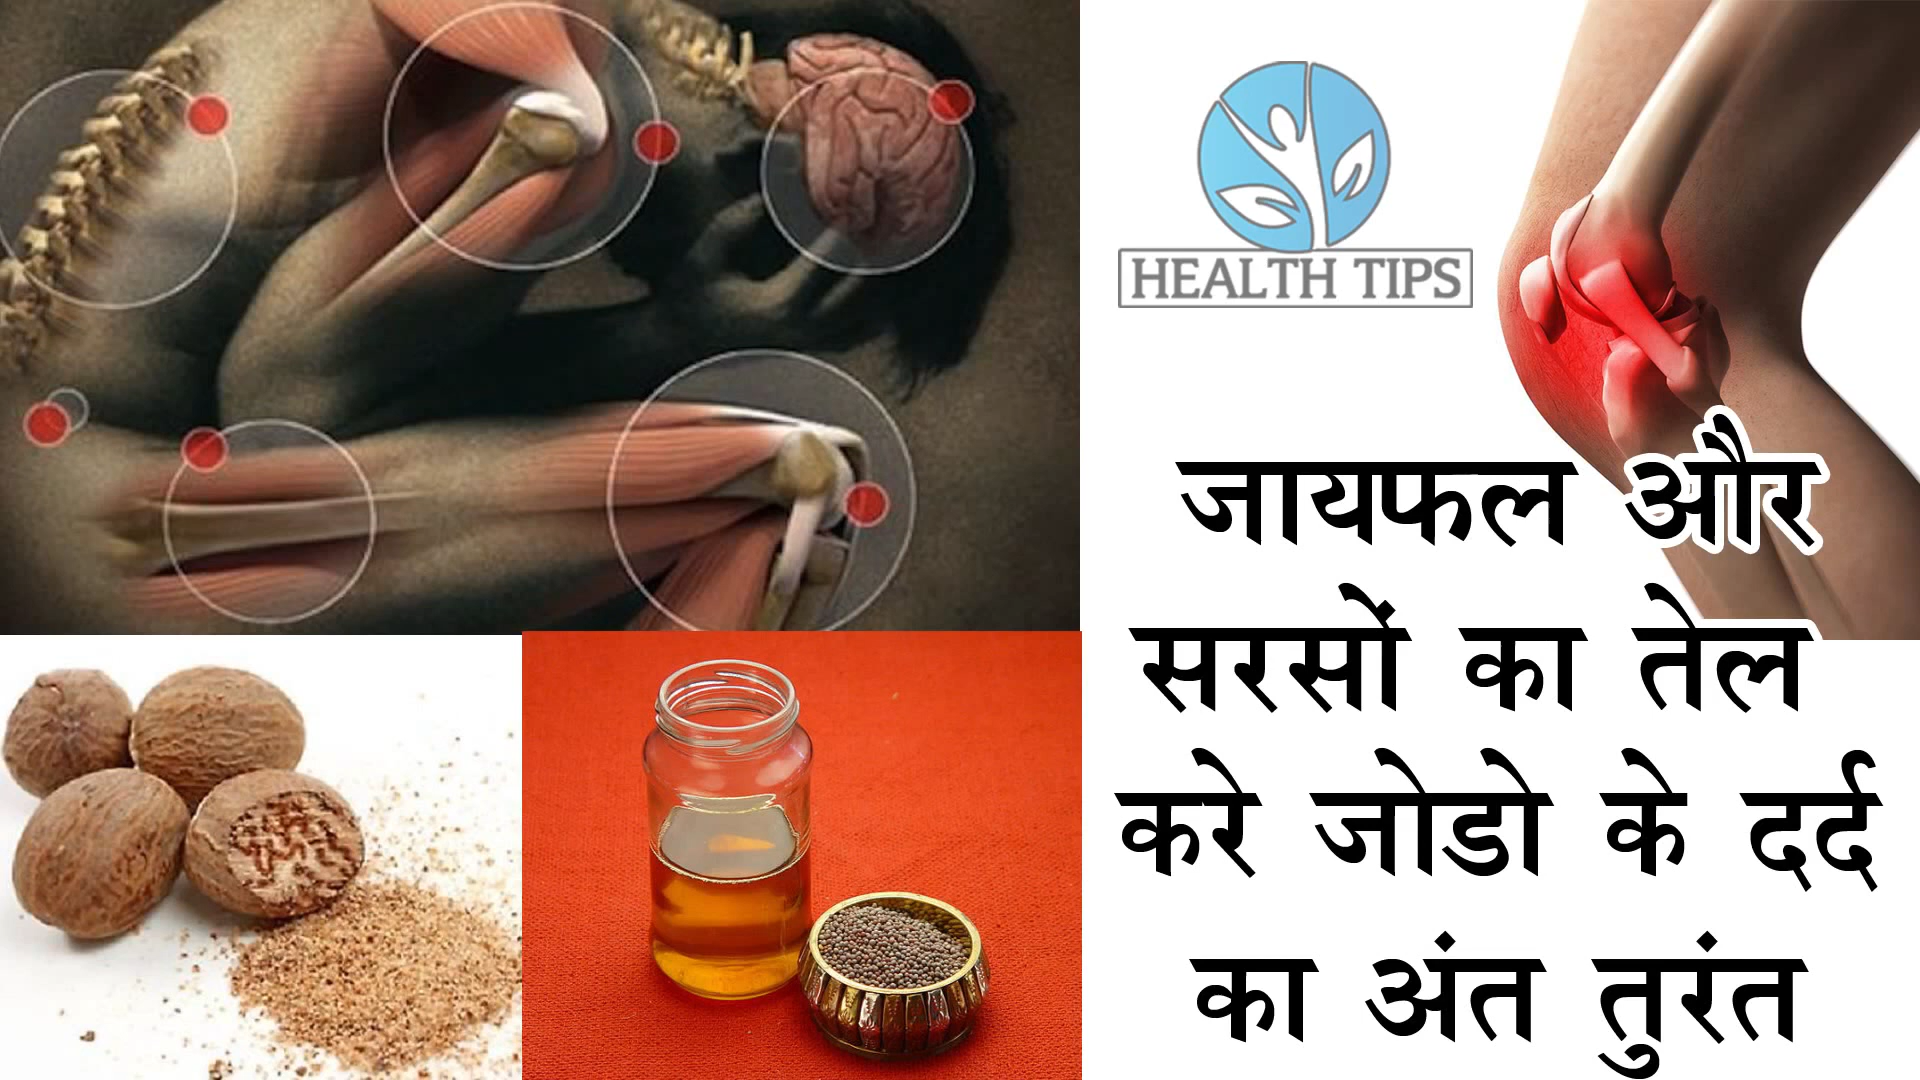 HEALTH TIPS
जायफल और
सरसों का तेल
करे जोडो के दर्द
का अंत तुरंत